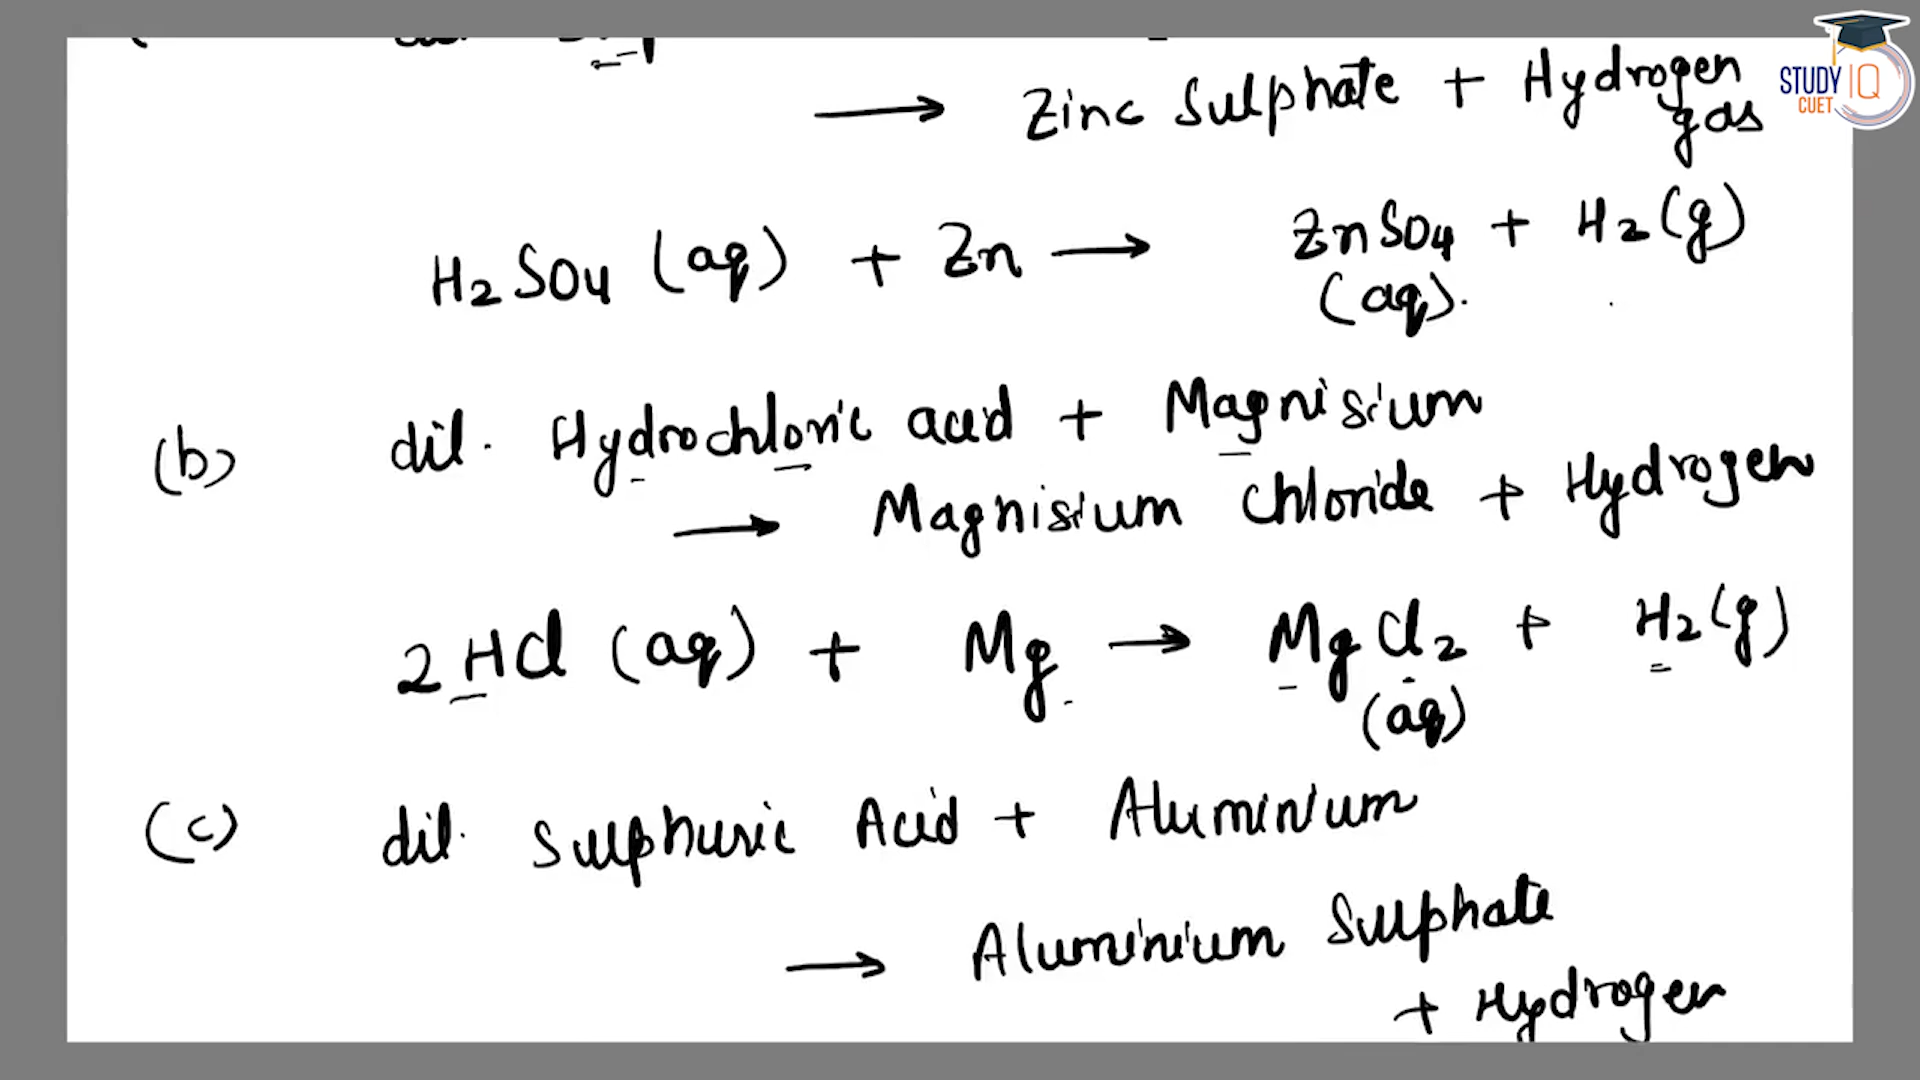 STUDY IQ
CUET
⟶ Zinc Sulphate + Hydrogen
gas
H2SO4 (aq) + Zn ⟶ ZnSO4 + H2(g)
(aq).
(b) dil. Hydrochloric acid + Magnisium
⟶ Magnisium Chloride + Hydrogen
2HCl (aq) + Mg ⟶ MgCl2 + H2(g)
(aq)
(c) dil. Sulphuric Acid + Aluminium
⟶ Aluminium Sulphate
+ Hydrogen